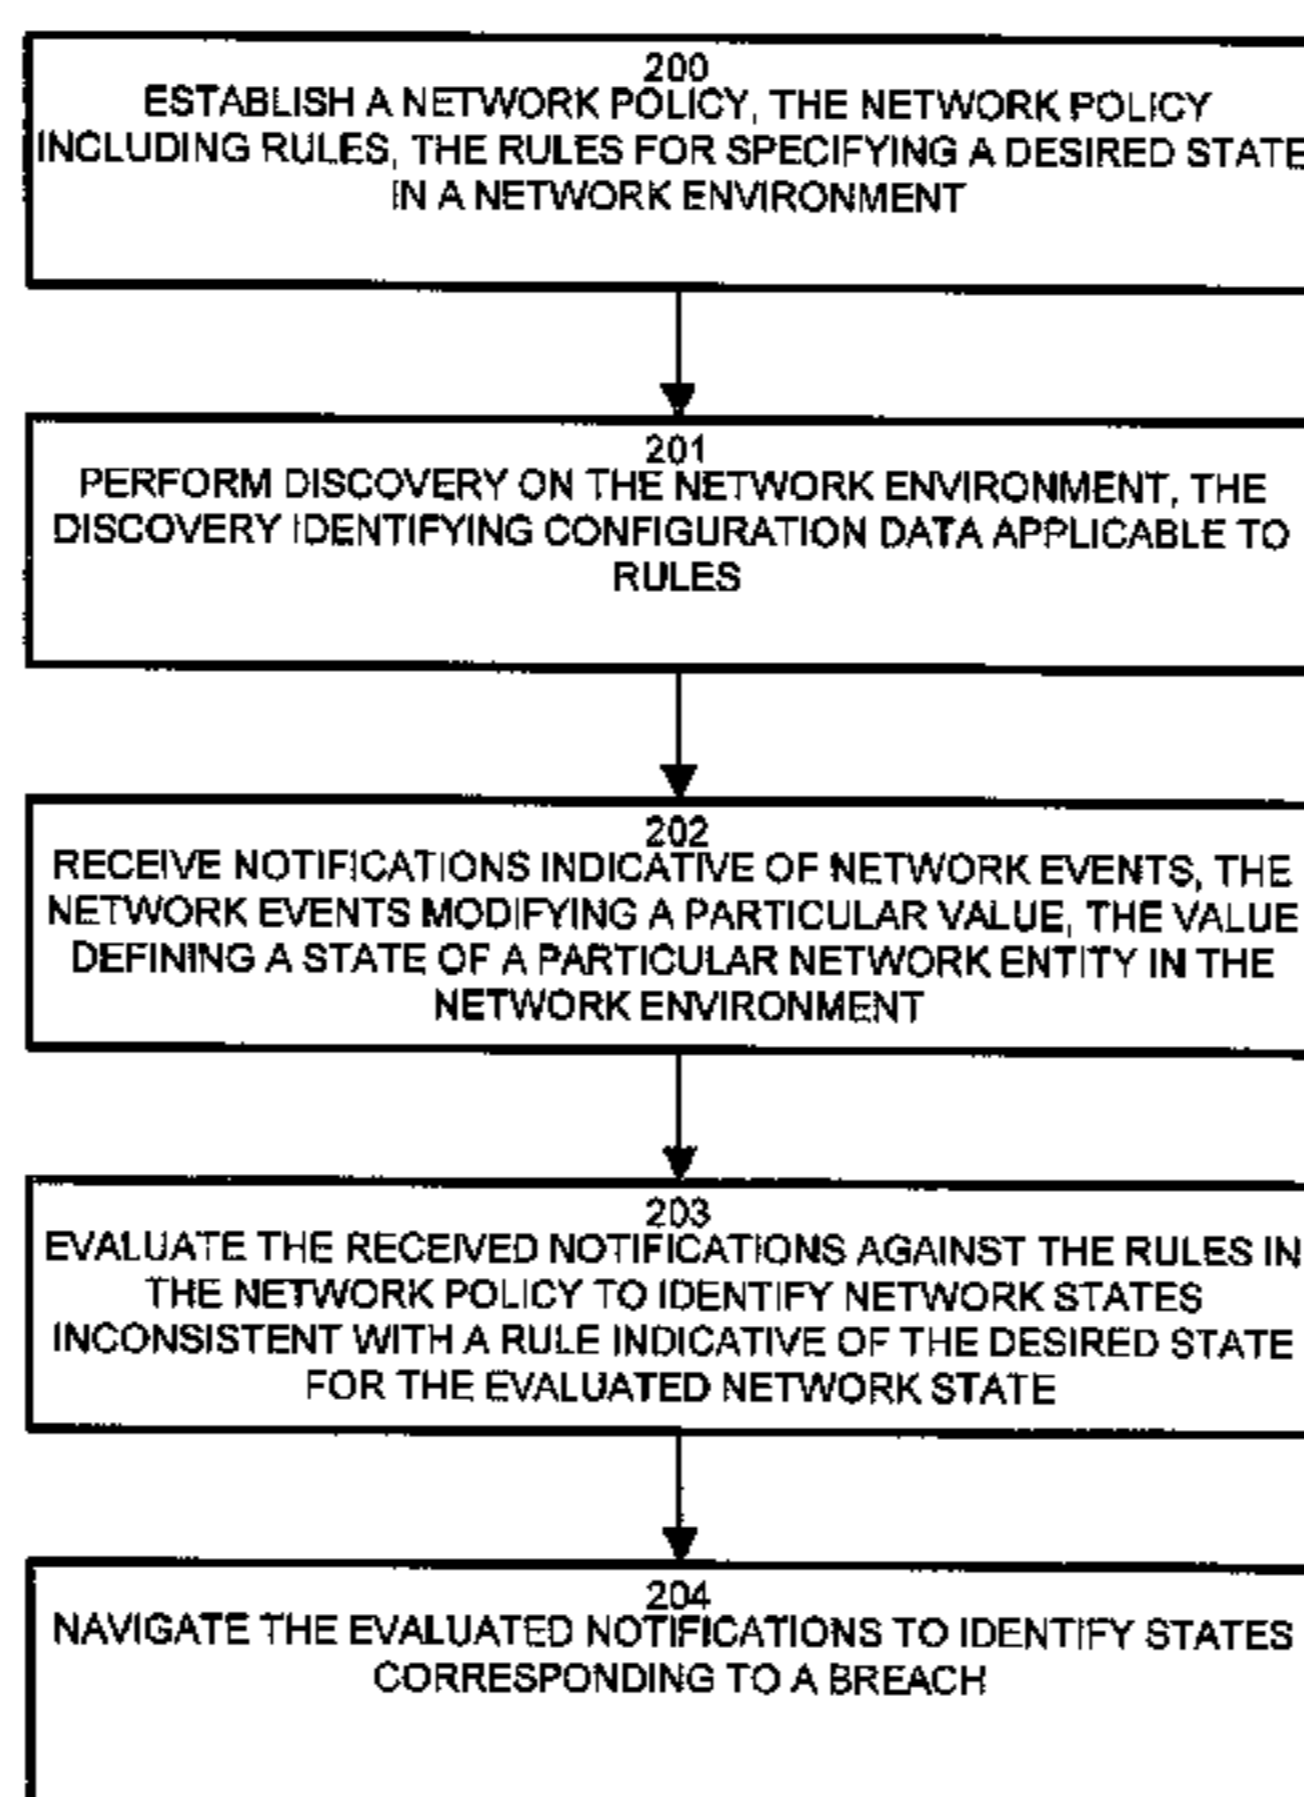 200
ESTABLISH A NETWORK POLICY, THE NETWORK POLICY
INCLUDING RULES, THE RULES FOR SPECIFYING A DESIRED STATE
IN A NETWORK ENVIRONMENT
201
PERFORM DISCOVERY ON THE NETWORK ENVIRONMENT, THE
DISCOVERY IDENTIFYING CONFIGURATION DATA APPLICABLE TO
RULES
202
RECEIVE NOTIFICATIONS INDICATIVE OF NETWORK EVENTS, THE
NETWORK EVENTS MODIFYING A PARTICULAR VALUE, THE VALUE
DEFINING A STATE OF A PARTICULAR NETWORK ENTITY IN THE
NETWORK ENVIRONMENT
203
EVALUATE THE RECEIVED NOTIFICATIONS AGAINST THE RULES IN
THE NETWORK POLICY TO IDENTIFY NETWORK STATES
INCONSISTENT WITH A RULE INDICATIVE OF THE DESIRED STATE
FOR THE EVALUATED NETWORK STATE
204
NAVIGATE THE EVALUATED NOTIFICATIONS TO IDENTIFY STATES
CORRESPONDING TO A BREACH